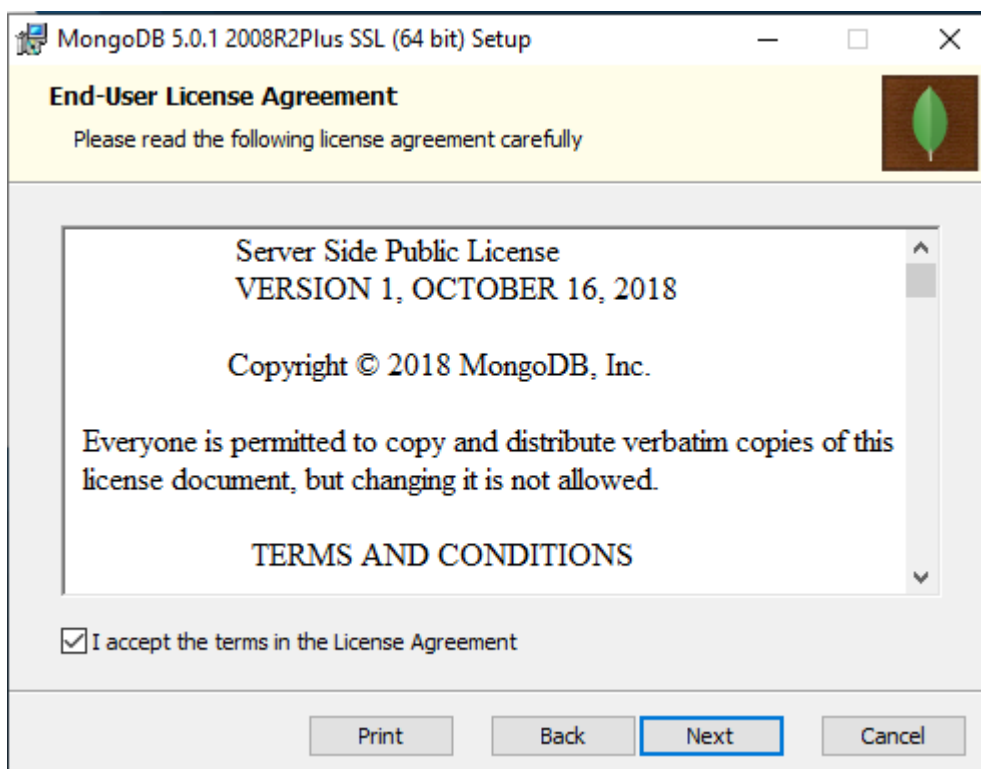 MongoDB 5.0.1 2008R2Plus SSL (64 bit) Setup
End-User License Agreement
Please read the following license agreement carefully
Server Side Public License
VERSION 1, OCTOBER 16, 2018
Copyright © 2018 MongoDB, Inc.
Everyone is permitted to copy and distribute verbatim copies of this
license document, but changing it is not allowed.
TERMS AND CONDITIONS
I accept the terms in the License Agreement
Print Back Next Cancel